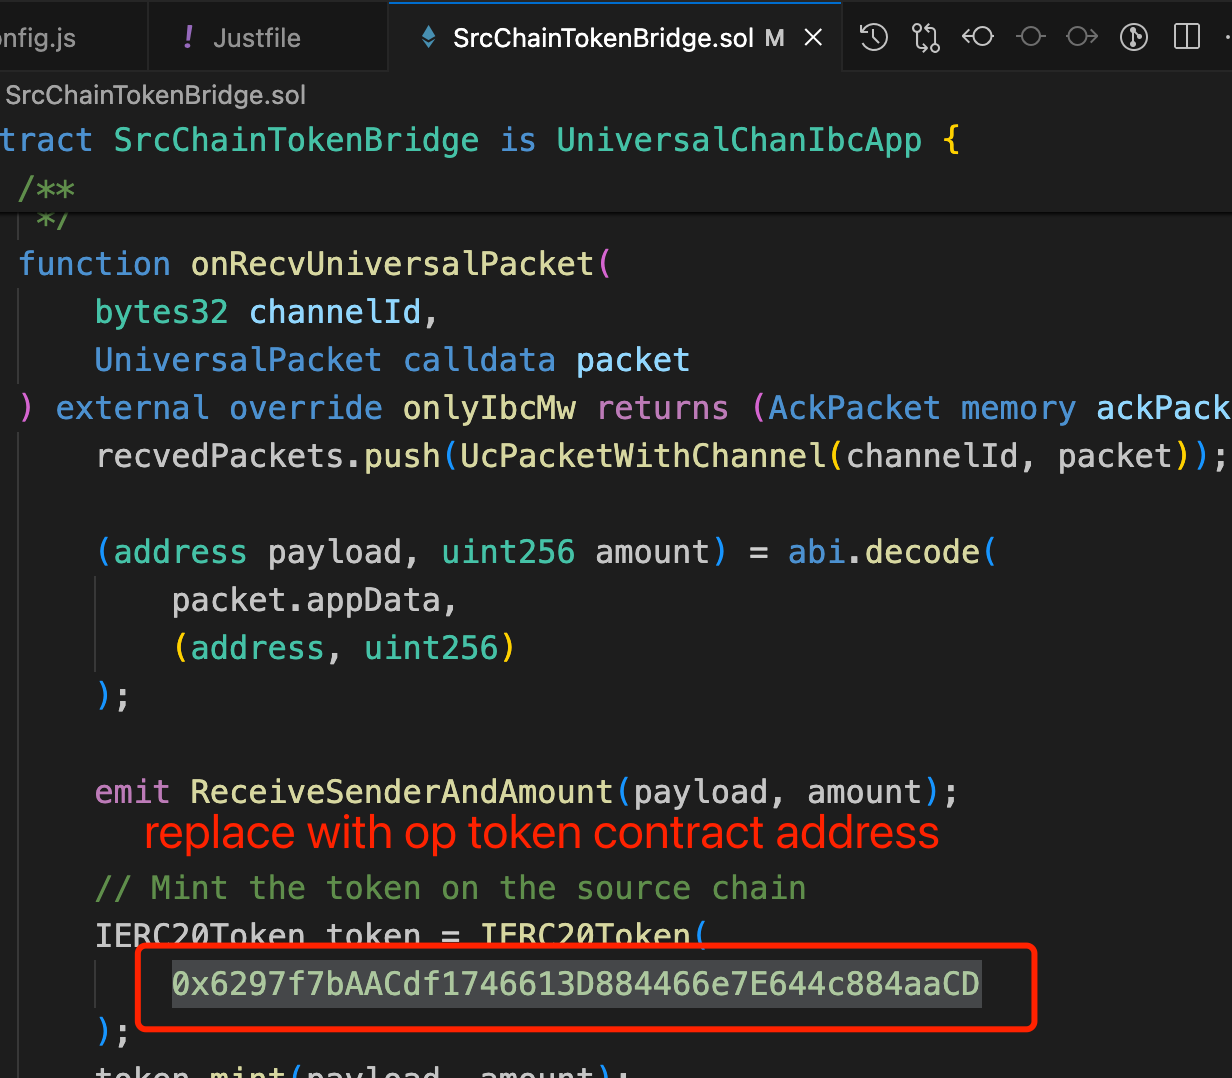 nfig.js ! Justfile SrcChainTokenBridge.sol M
SrcChainTokenBridge.sol
tract SrcChainTokenBridge is UniversalChanIbcApp {
/**
*/
function onRecvUniversalPacket(
bytes32 channelId,
UniversalPacket calldata packet
) external override onlyIbcMw returns (AckPacket memory ackPack
recvedPackets.push(UcPacketWithChannel(channelId, packet));
(address payload, uint256 amount) = abi.decode(
packet.appData,
(address, uint256)
);
emit ReceiveSenderAndAmount(payload, amount);
replace with op token contract address
// Mint the token on the source chain
IERC20Token token = IERC20Token(
0x6297f7bAACdf1746613D884466e7E644c884aaCD
);
token.mint(payload, amount);